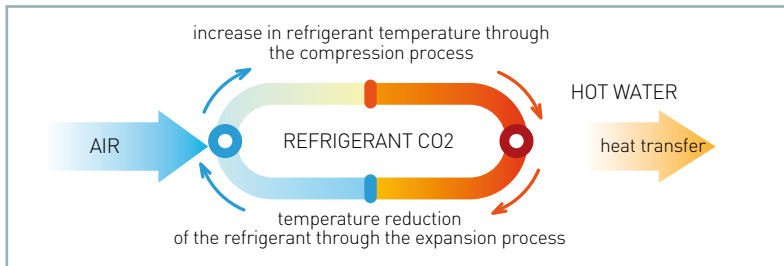 increase in refrigerant temperature through
the compression process
HOT WATER
AIR
REFRIGERANT CO2
heat transfer
temperature reduction
of the refrigerant through the expansion process